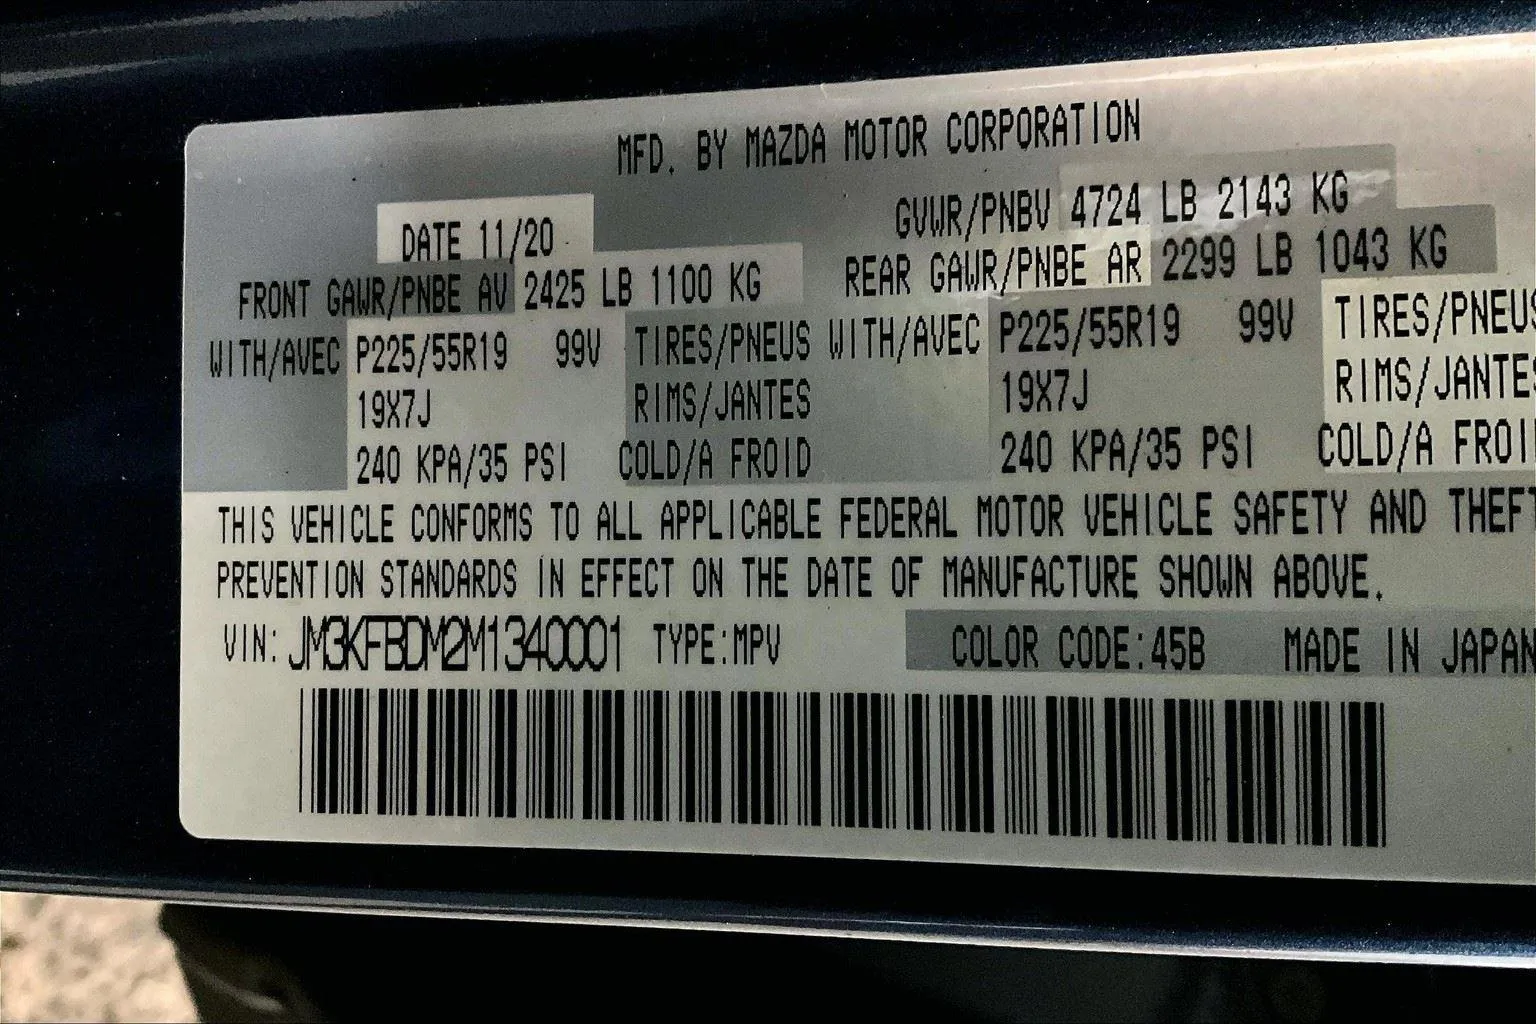 MFD. BY MAZDA MOTOR CORPORATION
DATE 11/20 GVWR/PNBV 4724 LB 2143 KG
FRONT GAWR/PNBE AV 2425 LB 1100 KG REAR GAWR/PNBE AR 2299 LB 1043 KG
WITH/AVEC P225/55R19 99V TIRES/PNEUS WITH/AVEC P225/55R19 99V TIRES/PNEUS
19X7J RIMS/JANTES 19X7J RIMS/JANTES
240 KPA/35 PSI COLD/A FROID 240 KPA/35 PSI COLD/A FROI
THIS VEHICLE CONFORMS TO ALL APPLICABLE FEDERAL MOTOR VEHICLE SAFETY AND THEFT
PREVENTION STANDARDS IN EFFECT ON THE DATE OF MANUFACTURE SHOWN ABOVE.
VIN: JM3KFBDM2M1340001 TYPE:MPV COLOR CODE:45B MADE IN JAPAN